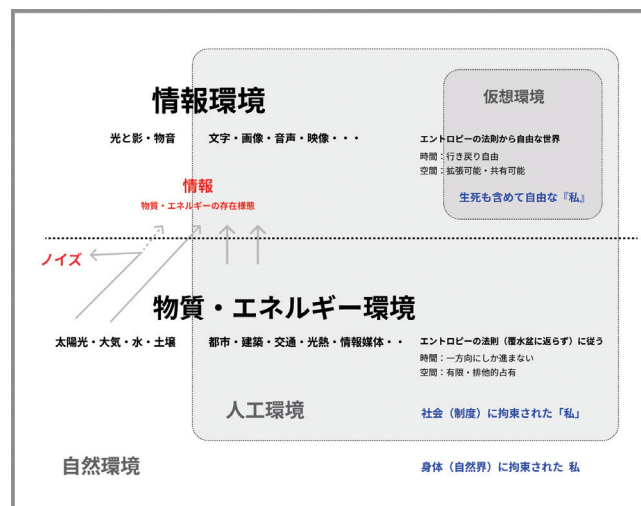 情報環境
仮想環境
光と影・物音
文字・画像・音声・映像・・・
エントロピーの法則から自由な世界
時間：行き戻り自由
空間：拡張可能・共有可能
情報
物質・エネルギーの存在様態
生死も含めて自由な『私』
ノイズ
物質・エネルギー環境
太陽光・大気・水・土壌
都市・建築・交通・光熱・情報媒体・・
エントロピーの法則（覆水盆に返らず）に従う
時間：一方向にしか進まない
空間：有限・排他的占有
人工環境
社会（制度）に拘束された「私」
自然環境
身体（自然界）に拘束された 私